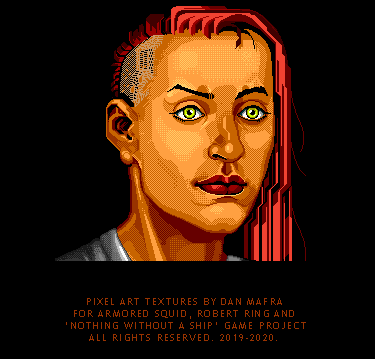 PIXEL ART TEXTURES BY DAN MAFRA
FOR ARMORED SQUID, ROBERT RING AND
'NOTHING WITHOUT A SHIP' GAME PROJECT
ALL RIGHTS RESERVED. 2019-2020.